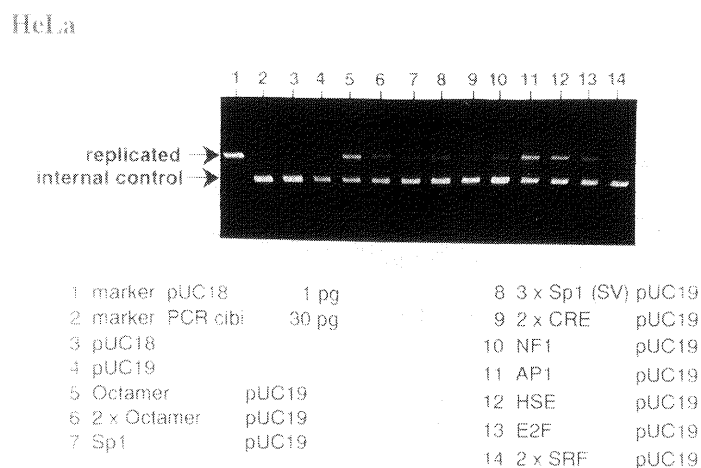 HeLa
1 2 3 4 5 6 7 8 9 10 11 12 13 14
replicated
internal control
1 marker pUC18 1 pg
2 marker PCR cibi 30 pg
3 pUC18
4 pUC19
5 Octamer pUC19
6 2 x Octamer pUC19
7 Sp1 pUC19
8 3 x Sp1 (SV) pUC19
9 2 x CRE pUC19
10 NF1 pUC19
11 AP1 pUC19
12 HSE pUC19
13 E2F pUC19
14 2 x SRF pUC19